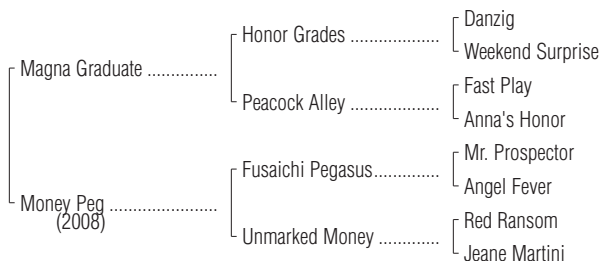 Danzig
Honor Grades ...................
Weekend Surprise
Magna Graduate ...............
Fast Play
Peacock Alley ...................
Anna's Honor
Mr. Prospector
Fusaichi Pegasus..............
Angel Fever
Money Peg .......................
(2008)
Red Ransom
Unmarked Money .............
Jeane Martini